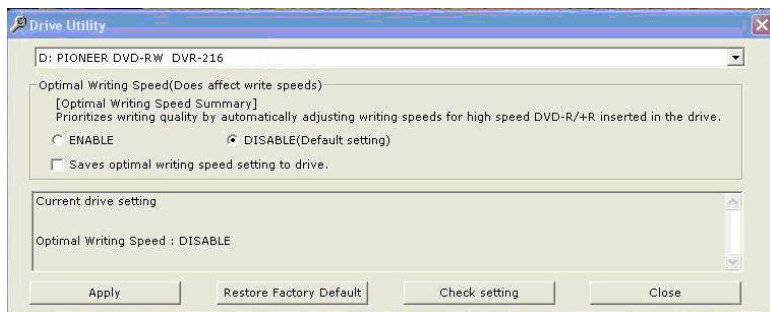 Drive Utility
D: PIONEER DVD-RW  DVR-216
Optimal Writing Speed(Does affect write speeds)
[Optimal Writing Speed Summary]
Prioritizes writing quality by automatically adjusting writing speeds for high speed DVD-R/+R inserted in the drive.
ENABLE DISABLE(Default setting)
Saves optimal writing speed setting to drive.
Current drive setting
Optimal Writing Speed : DISABLE
Apply Restore Factory Default Check setting Close